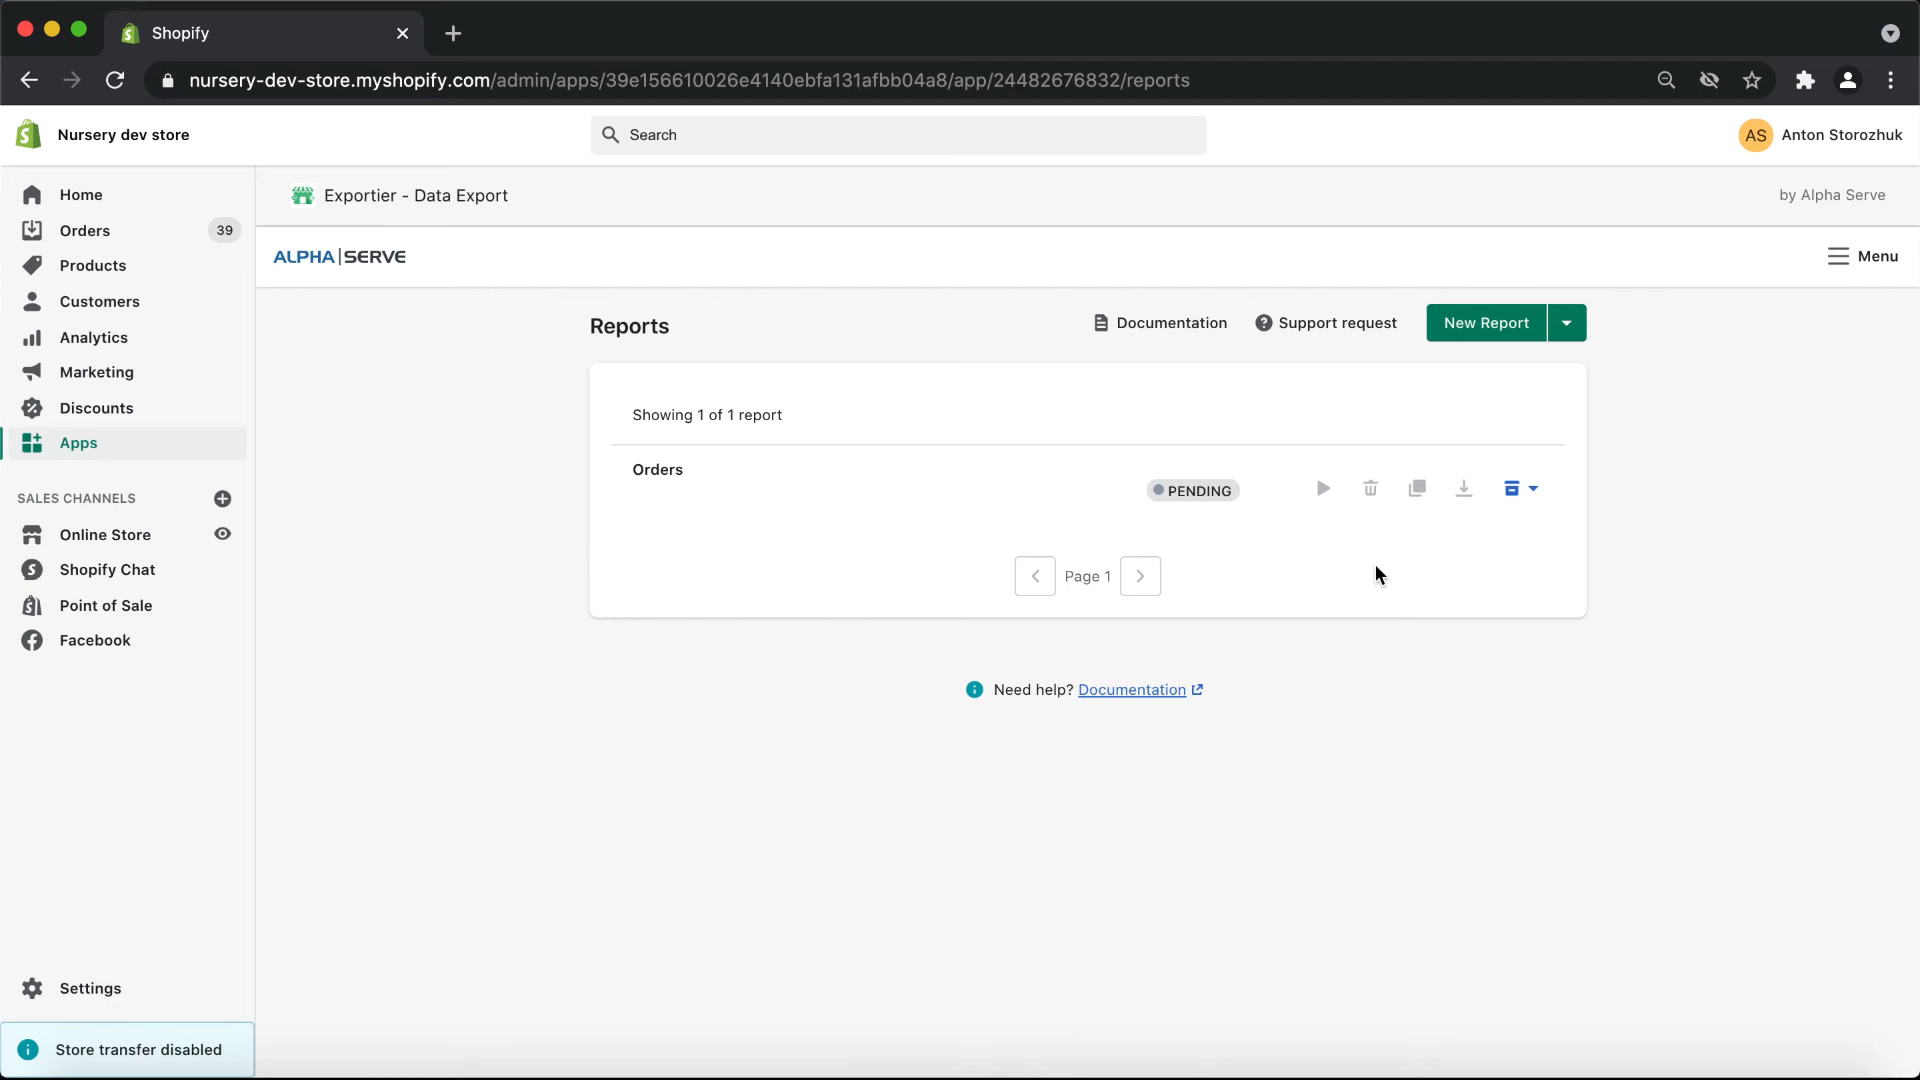 Shopify
nursery-dev-store.myshopify.com/admin/apps/39e156610026e4140ebfa131afbb04a8/app/24482676832/reports
Nursery dev store
Search
AS
Anton Storozhuk
Home
Orders
39
Products
Customers
Analytics
Marketing
Discounts
Apps
SALES CHANNELS
Online Store
Shopify Chat
Point of Sale
Facebook
Settings
Store transfer disabled
Exportier - Data Export
by Alpha Serve
ALPHA|SERVE
Menu
Reports
Documentation
Support request
New Report
Showing 1 of 1 report
Orders
PENDING
Page 1
Need help? Documentation